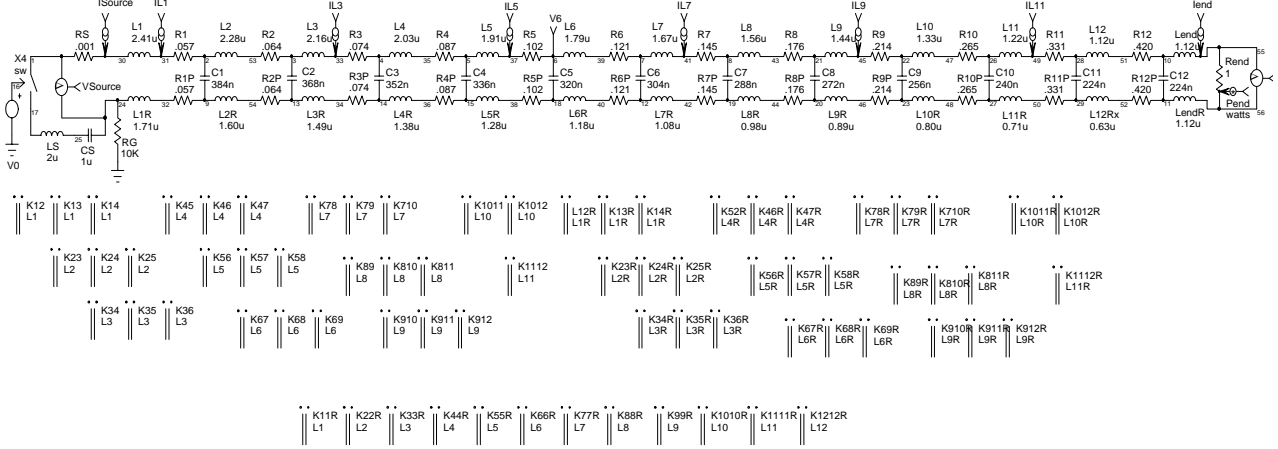 ISource IL1 IL3 IL5 IL7 IL9 IL11 Iend
V6
RS L1 R1 L2 R2 L3 R3 L4 R4 L5 R5 L6 R6 L7 R7 L8 R8 L9 R9 L10 R10 L11 R11 L12 R12 Lend
.001 2.41u .057 2.28u .064 2.16u .074 2.03u .087 1.91u .102 1.79u .121 1.67u .145 1.56u .176 1.44u .214 1.33u .265 1.22u .331 1.12u .420 1.12u
X4
sw
VSource
R1P C1 R2P C2 R3P C3 R4P C4 R5P C5 R6P C6 R7P C7 R8P C8 R9P C9 R10P C10 R11P C11 R12P C12 Rend
.057 384n .064 368n .074 352n .087 336n .102 320n .121 304n .145 288n .176 272n .214 256n .265 240n .331 224n .420 224n 1
Pend
watts
L1R L2R L3R L4R L5R L6R L7R L8R L9R L10R L11R L12Rx LendR
1.71u 1.60u 1.49u 1.38u 1.28u 1.18u 1.08u 0.98u 0.89u 0.80u 0.71u 0.63u 1.12u
V0
LS
2u
CS
1u
RG
10K
K12 K13 K14 K45 K46 K47 K78 K79 K710 K1011 K1012 L12R K13R K14R K52R K46R K47R K78R K79R K710R K1011R K1012R
L1 L1 L1 L4 L4 L4 L7 L7 L7 L10 L10 L1R L1R L1R L4R L4R L4R L7R L7R L7R L10R L10R
K23 K24 K25 K56 K57 K58 K89 K810 K811 K1112 K23R K24R K25R K56R K57R K58R K89R K810R K811R K1112R
L2 L2 L2 L5 L5 L5 L8 L8 L8 L11 L2R L2R L2R L5R L5R L5R L8R L8R L8R L11R
K34 K35 K36 K67 K68 K69 K910 K911 K912 K34R K35R K36R K67R K68R K69R K910R K911R K912R
L3 L3 L3 L6 L6 L6 L9 L9 L9 L3R L3R L3R L6R L6R L6R L9R L9R L9R
K11R K22R K33R K44R K55R K66R K77R K88R K99R K1010R K1111R K1212R
L1 L2 L3 L4 L5 L6 L7 L8 L9 L10 L11 L12